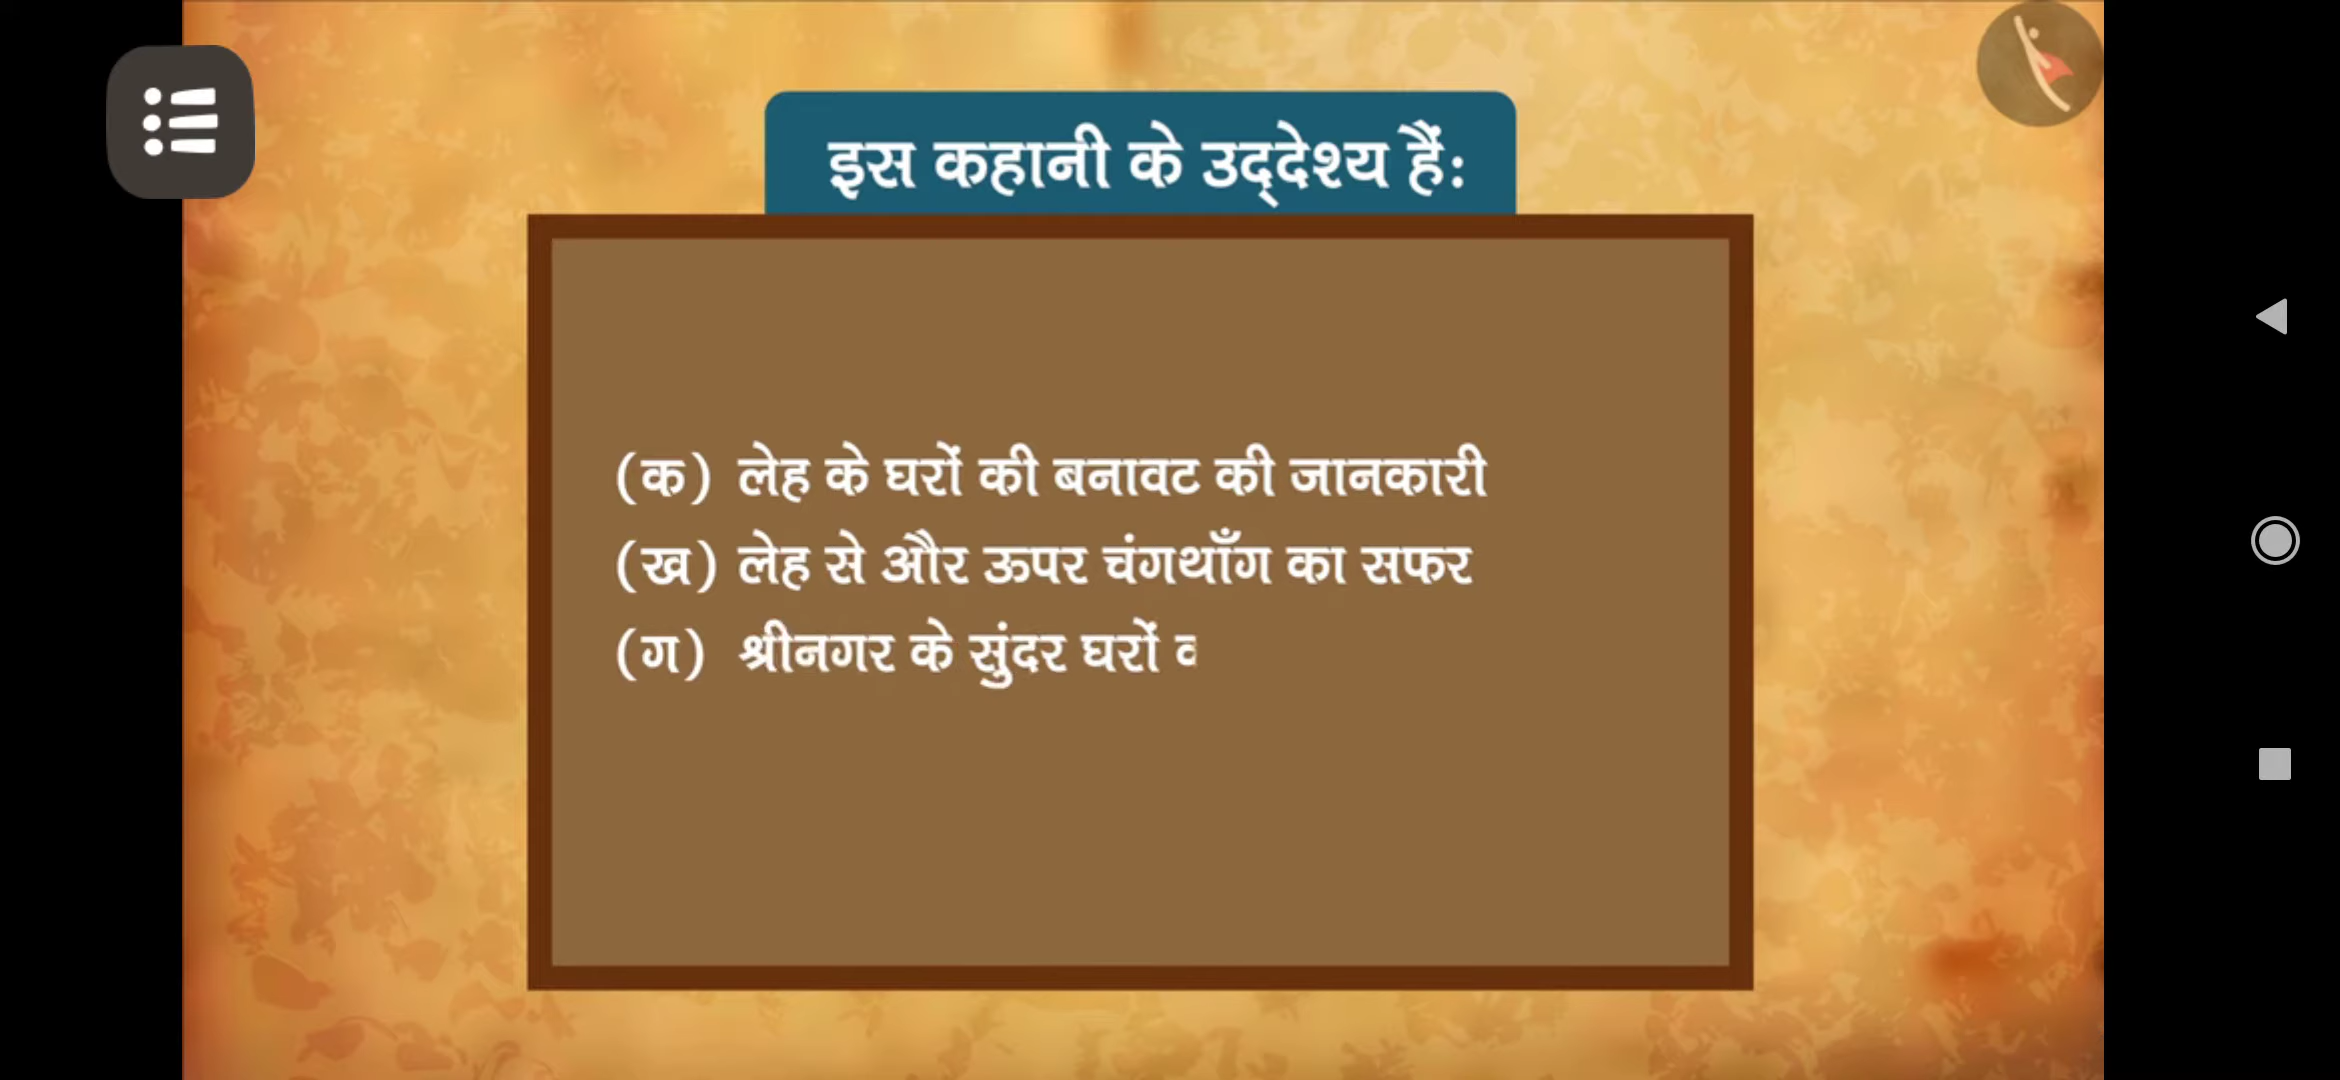 इस कहानी के उद्देश्य हैं:
(क) लेह के घरों की बनावट की जानकारी
(ख) लेह से और ऊपर चंगथाँग का सफर
(ग) श्रीनगर के सुंदर घरों